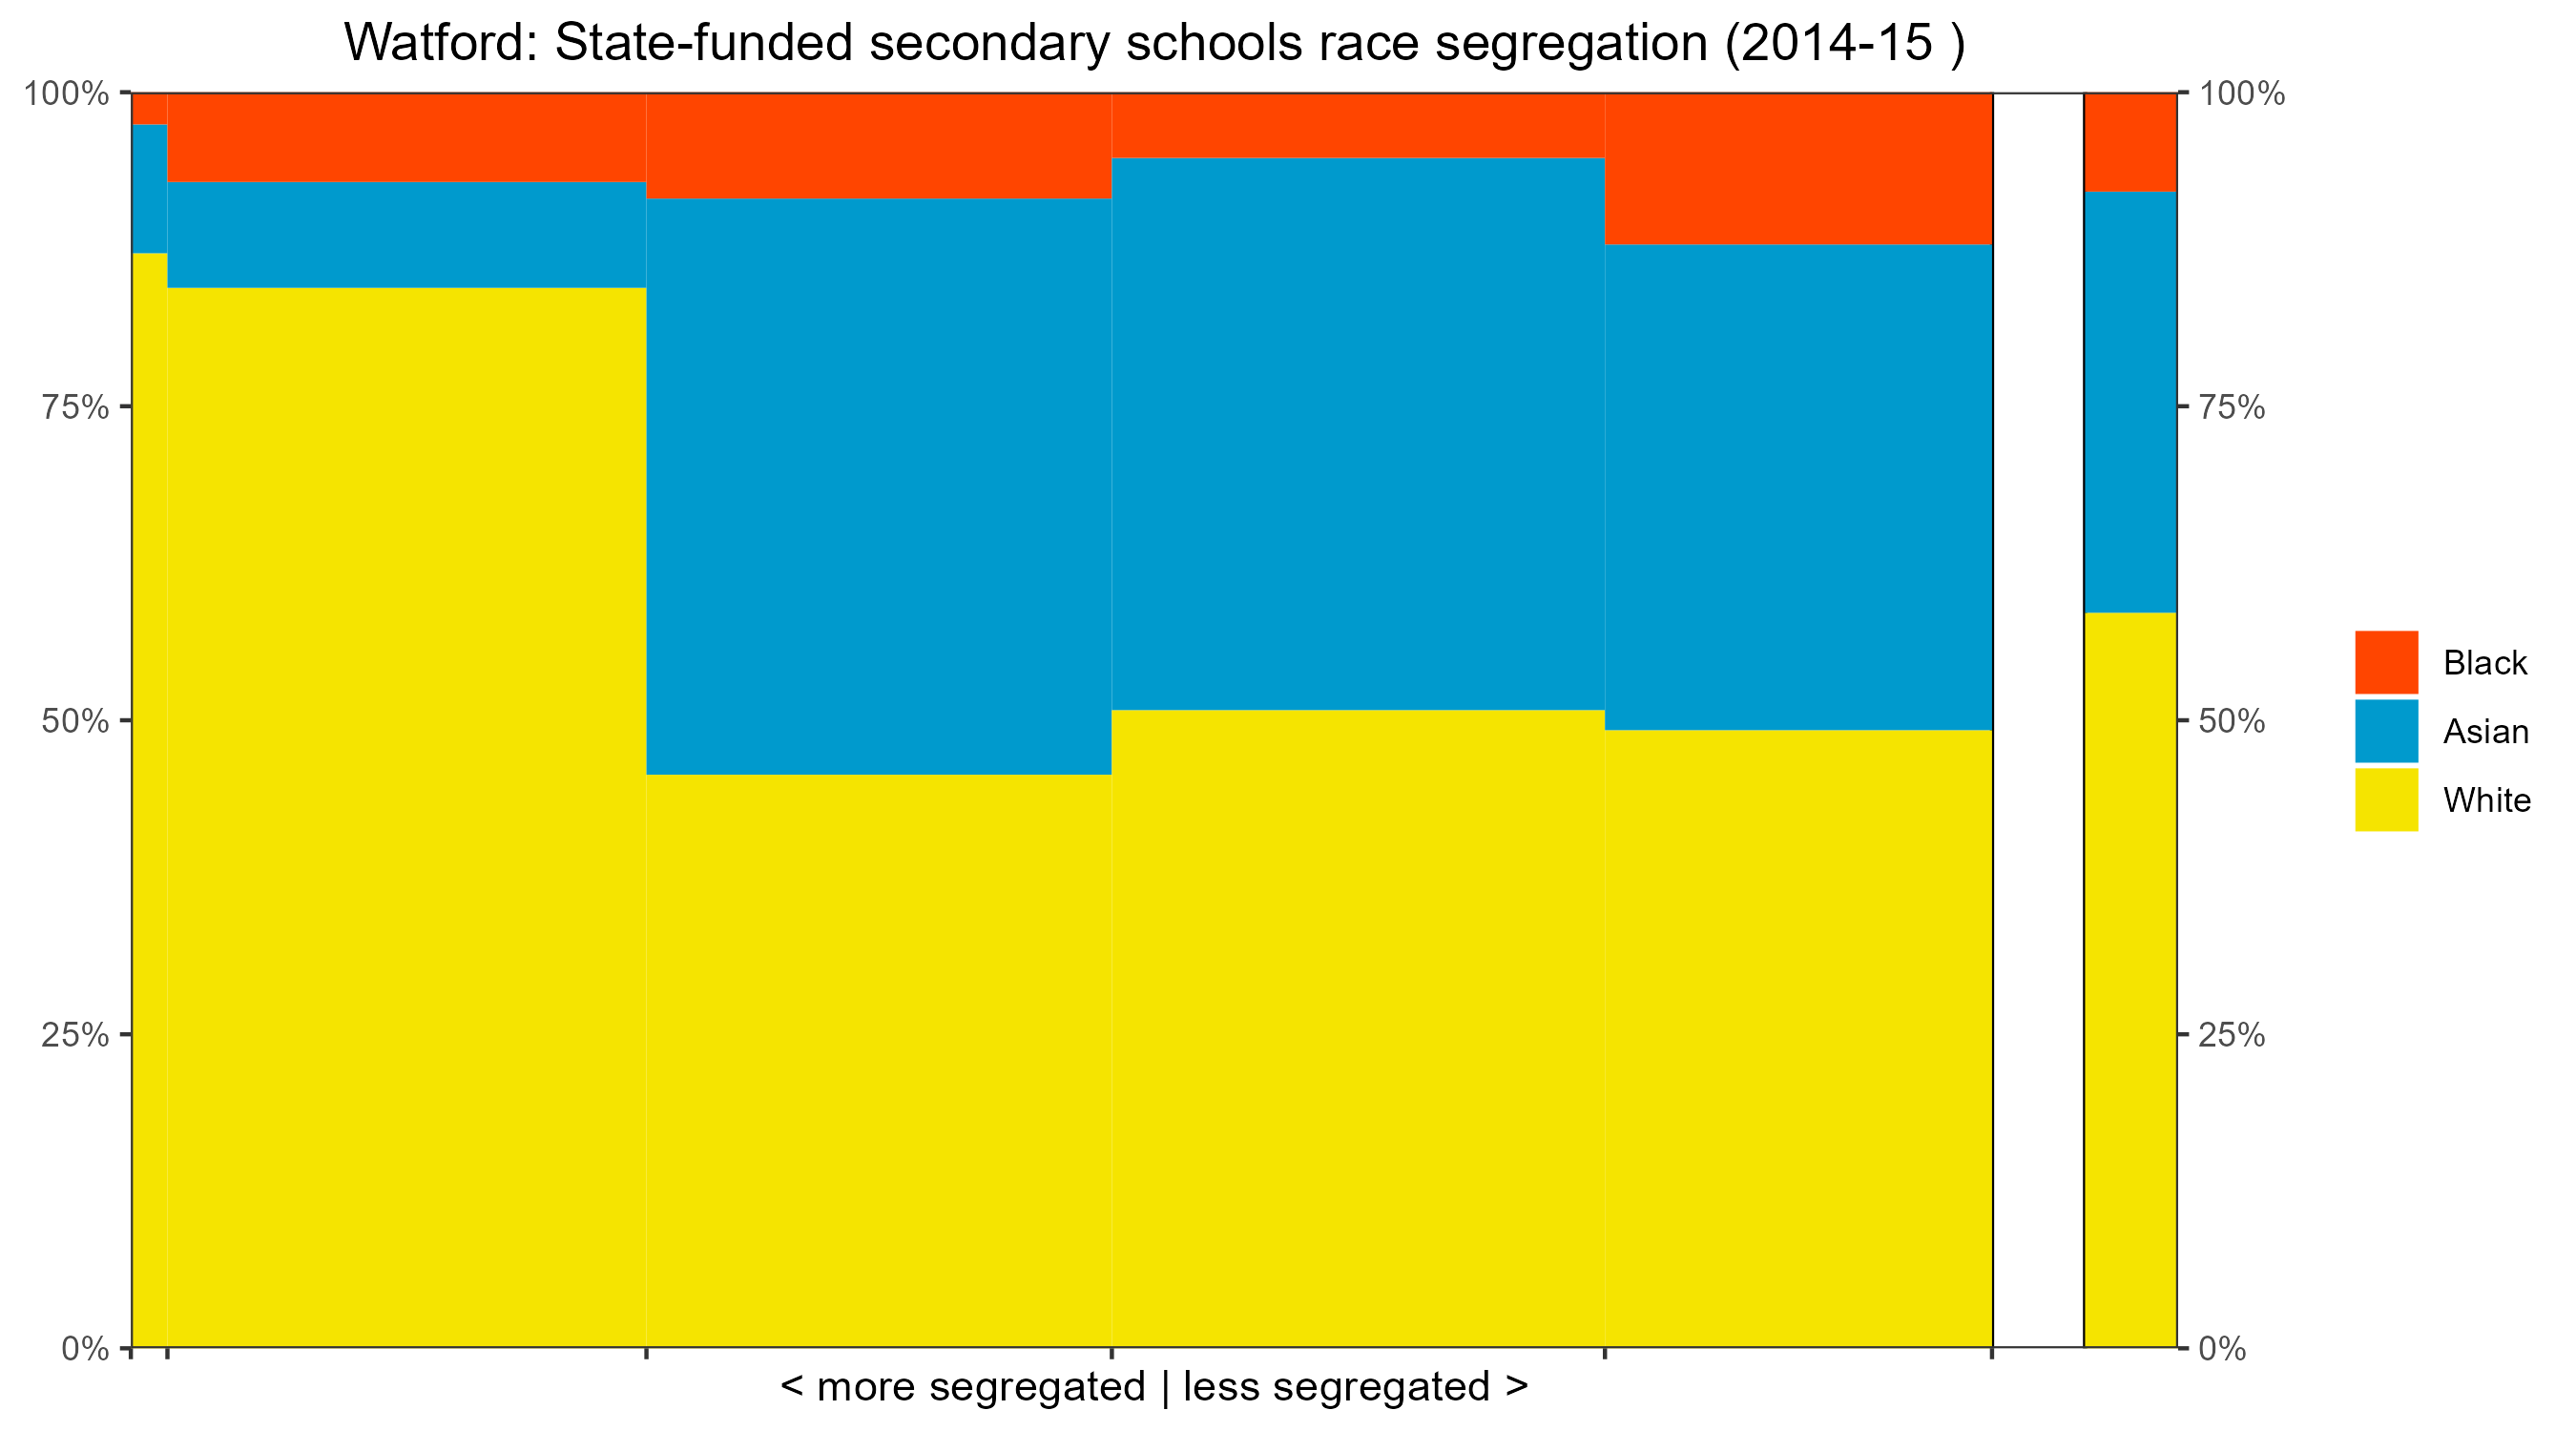 Watford: State-funded secondary schools race segregation (2014-15 )
100%
75%
50%
25%
0%
100%
75%
50%
25%
0%
Black
Asian
White
< more segregated | less segregated >